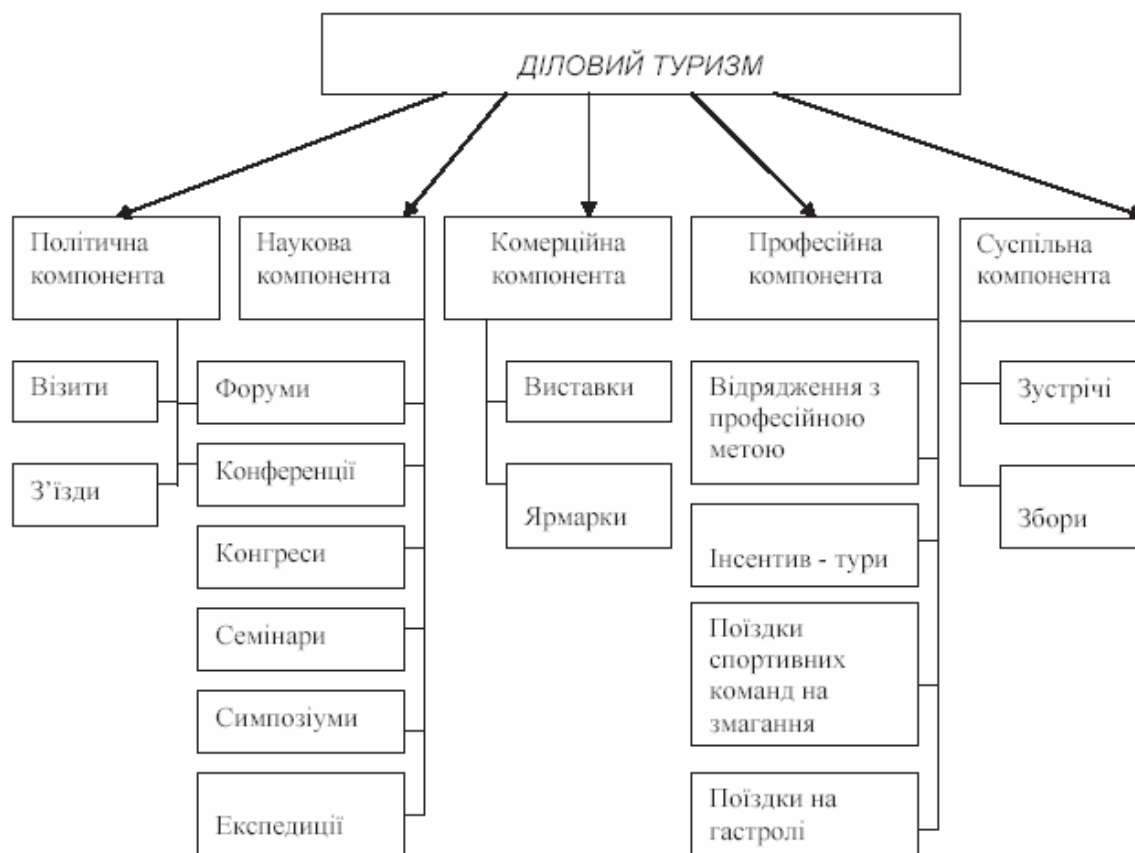 ДІЛОВИЙ ТУРИЗМ
Політична
компонента
Наукова
компонента
Комерційна
компонента
Професійна
компонента
Суспільна
компонента
Візити
З’їзди
Форуми
Конференції
Конгреси
Семінари
Симпозіуми
Експедиції
Виставки
Ярмарки
Відрядження з
професійною
метою
Інсентив - тури
Поїздки
спортивних
команд на
змагання
Поїздки на
гастролі
Зустрічі
Збори